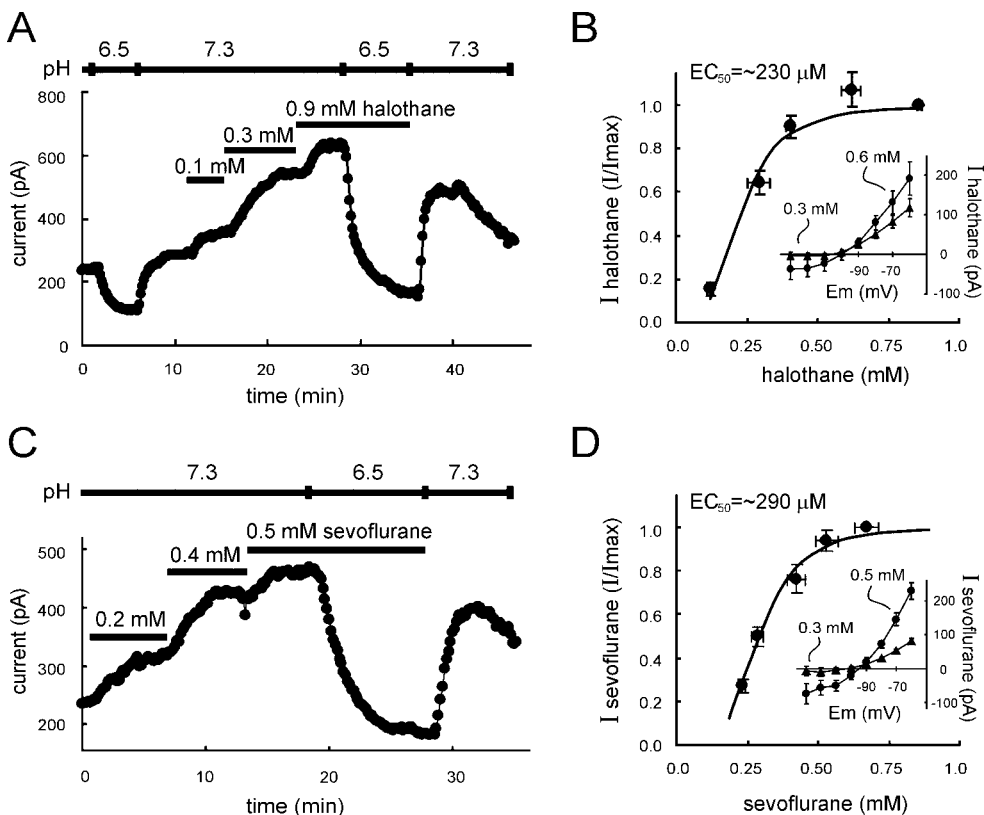 A
pH 6.5 7.3 6.5 7.3
800
600
400
200
0
current (pA)
0.1 mM
0.3 mM
0.9 mM halothane
0 10 20 30 40
time (min)
B
EC50=~230 µM
1.0
0.8
0.6
0.4
0.2
0.0
I halothane (I/Imax)
0.3 mM
0.6 mM
200
100
0
-100
I halothane (pA)
-90 -70
Em (mV)
0.0 0.25 0.50 0.75 1.0
halothane (mM)
C
pH 7.3 6.5 7.3
500
400
300
200
current (pA)
0.2 mM
0.4 mM
0.5 mM sevoflurane
0 10 20 30
time (min)
D
EC50=~290 µM
1.0
0.8
0.6
0.4
0.2
0.0
I sevoflurane (I/Imax)
0.3 mM
0.5 mM
200
100
0
-100
I sevoflurane (pA)
-90 -70
Em (mV)
0.0 0.25 0.50 0.75 1.0
sevoflurane (mM)